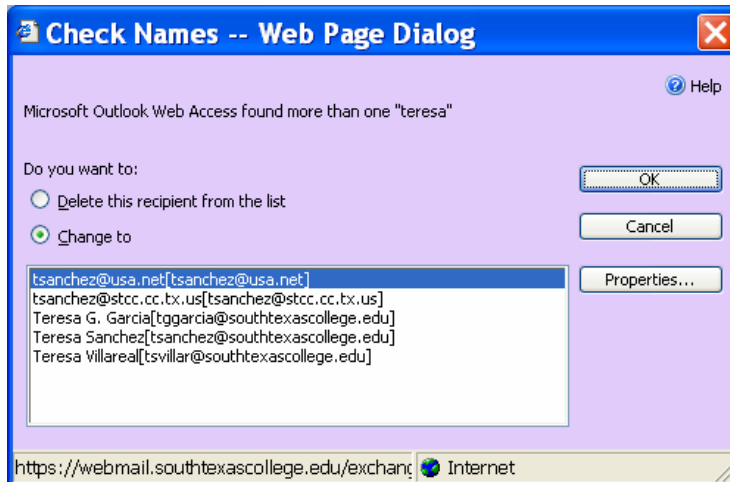 Check Names -- Web Page Dialog
Help
Microsoft Outlook Web Access found more than one "teresa"
Do you want to:
Delete this recipient from the list
Change to
OK
Cancel
Properties...
tsanchez@usa.net[tsanchez@usa.net]
tsanchez@stcc.cc.tx.us[tsanchez@stcc.cc.tx.us]
Teresa G. Garcia[tggarcia@southtexascollege.edu]
Teresa Sanchez[tsanchez@southtexascollege.edu]
Teresa Villareal[tsvillar@southtexascollege.edu]
https://webmail.southtexascollege.edu/exchang Internet